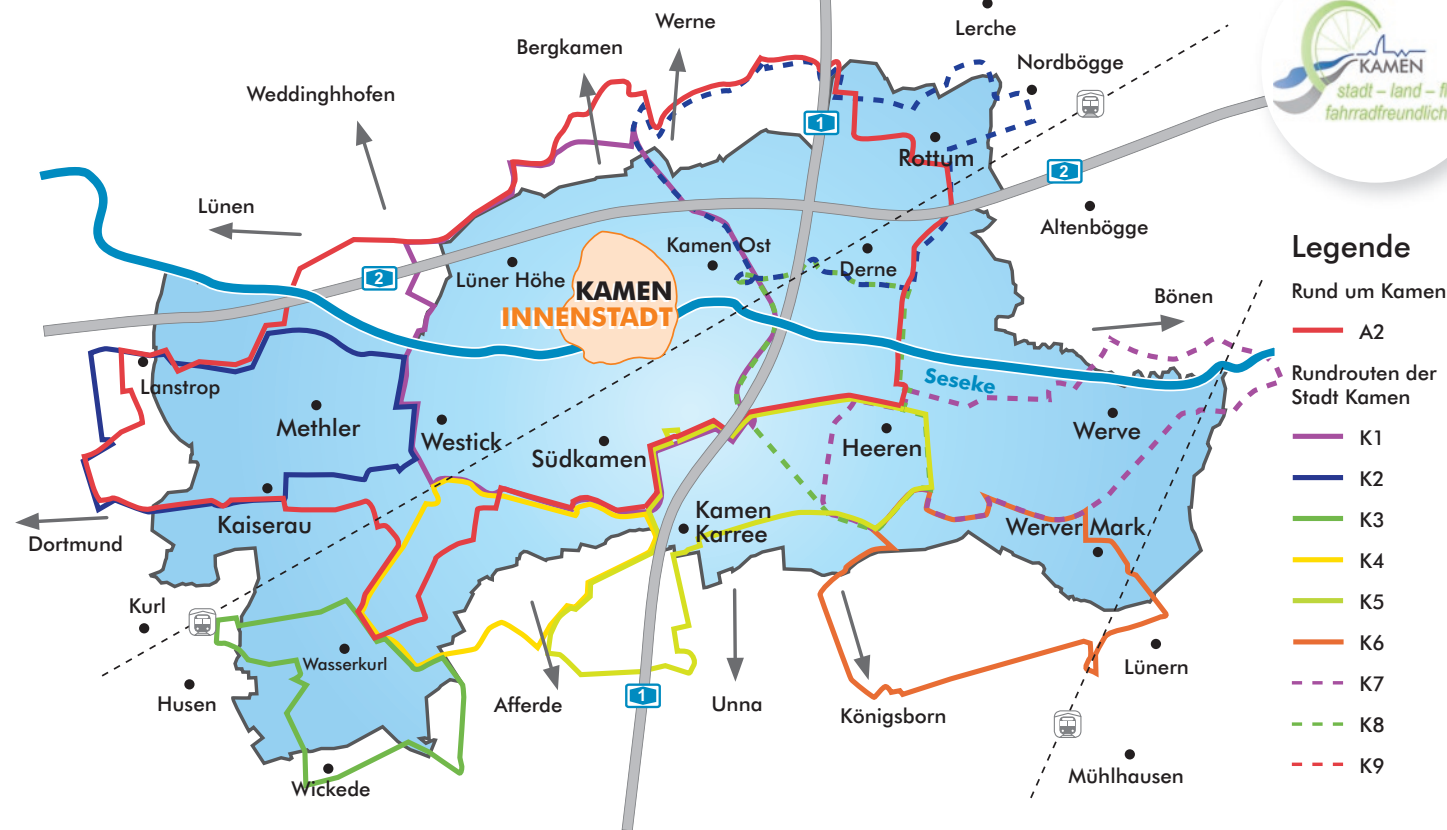 Lerche
Werne
Bergkamen
Nordbögge
KAMEN
stadt – land –
fahrradfreundlich
Weddinghhofen
1
Rottum
2
Lünen
Altenbögge
Kamen Ost
Derne
Lüner Höhe
2
KAMEN
INNENSTADT
Bönen
Lanstrop
Seseke
Methler
Westick
Südkamen
Heeren
Werve
Kaiserau
Kamen
Karree
Werver Mark
Dortmund
Kurl
Wasserkurl
Husen
Afferde
1
Unna
Königsborn
Lünern
Wickede
Mühlhausen
Legende
Rund um Kamen
A2
Rundrouten der
Stadt Kamen
K1
K2
K3
K4
K5
K6
K7
K8
K9